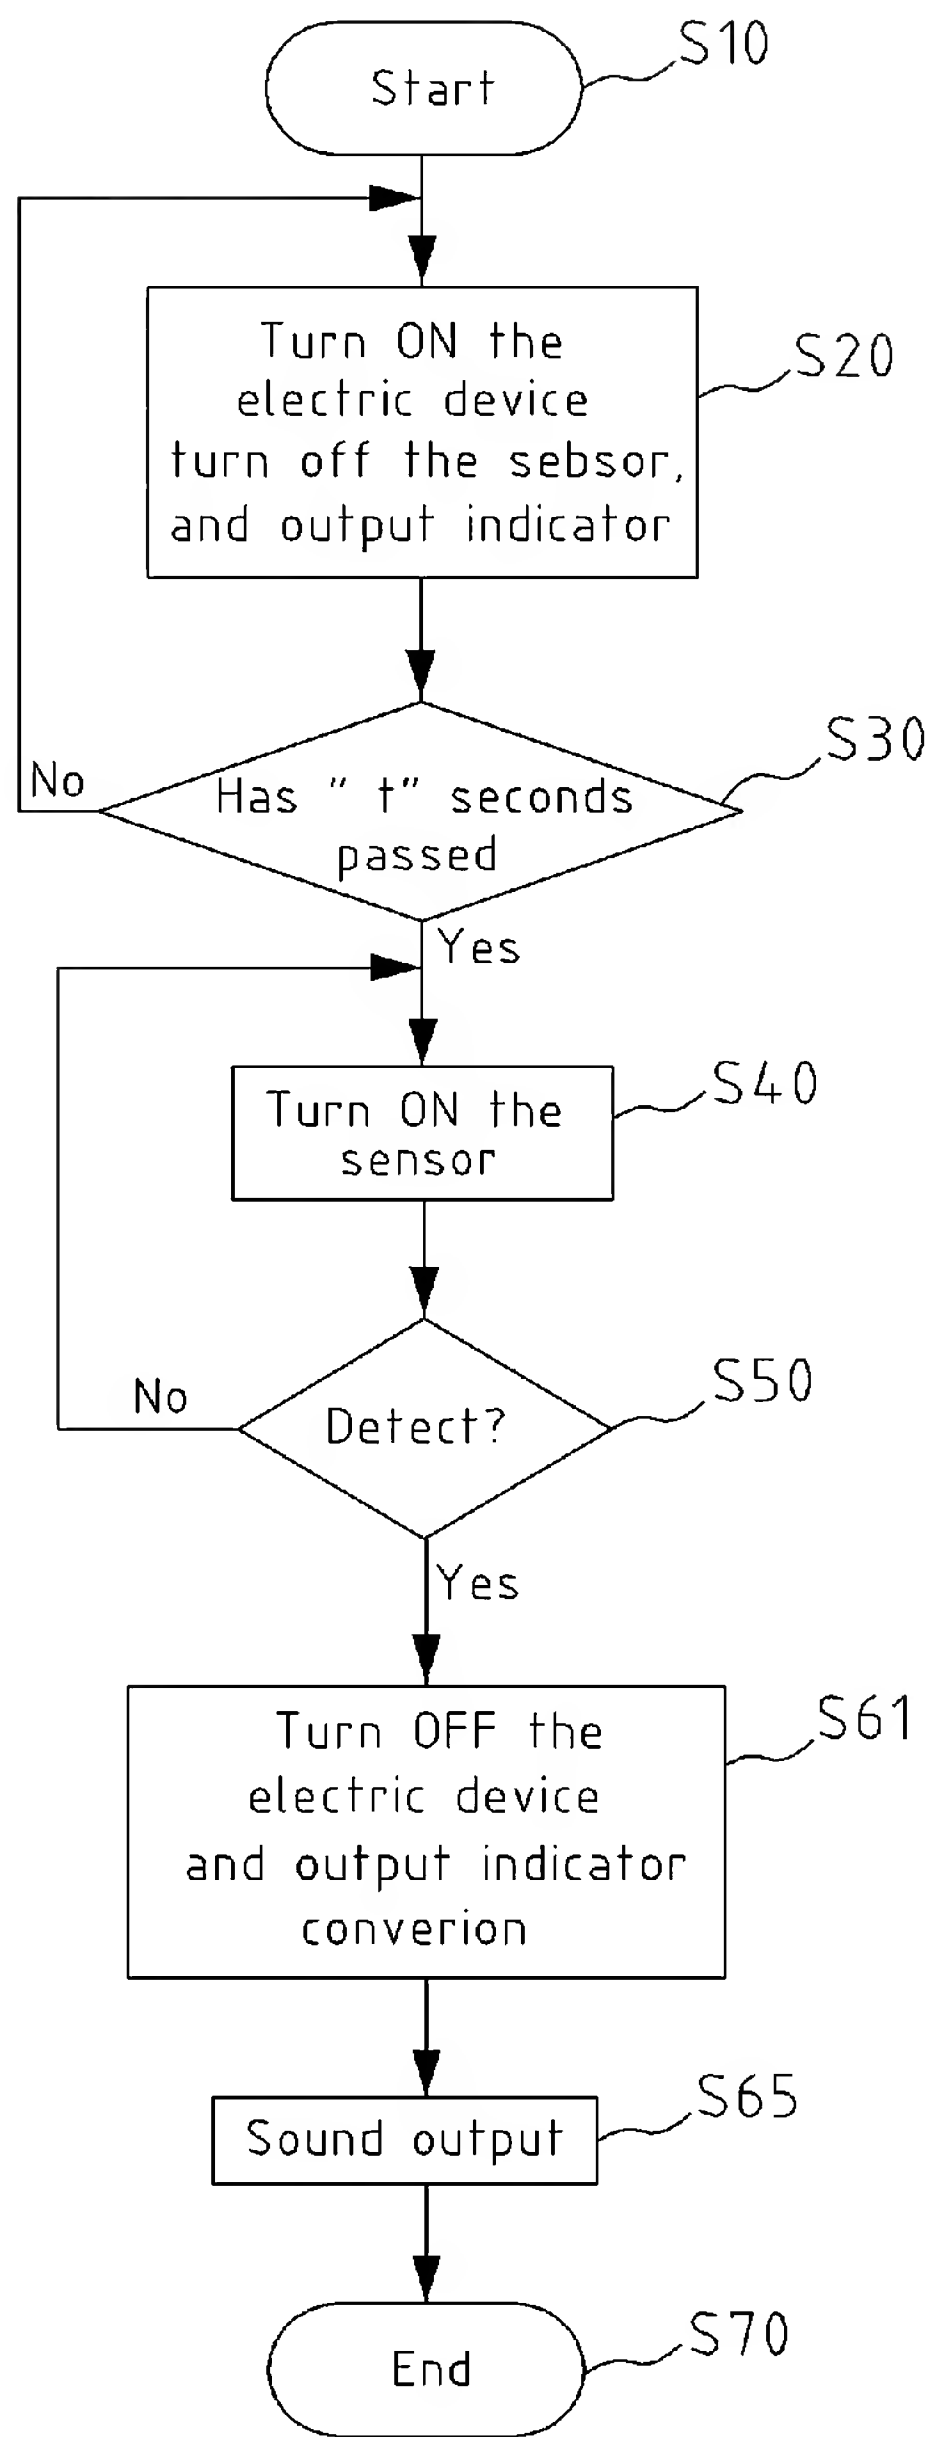 S10
Start
Turn ON the
electric device
turn off the sebsor,
and output indicator
S20
S30
No
Has " t" seconds
passed
Yes
S40
Turn ON the
sensor
S50
No
Detect?
Yes
S61
Turn OFF the
electric device
and output indicator
converion
S65
Sound output
S70
End